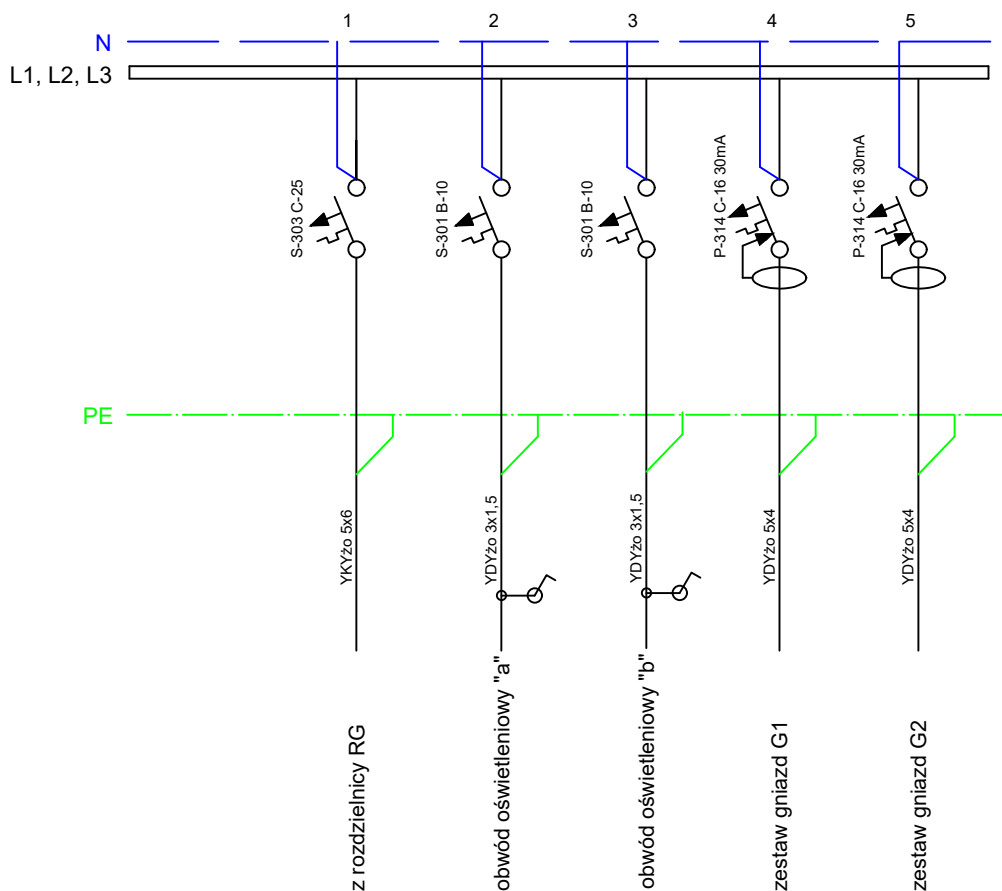 1
2
3
4
5
N
L1, L2, L3
S-303 C-25
S-301 B-10
S-301 B-10
P-314 C-16 30mA
P-314 C-16 30mA
PE
YKYżo 5x6
YDYżo 3x1,5
YDYżo 3x1,5
YDYżo 5x4
YDYżo 5x4
z rozdzielnicy RG
obwód oświetleniowy "a"
obwód oświetleniowy "b"
zestaw gniazd G1
zestaw gniazd G2